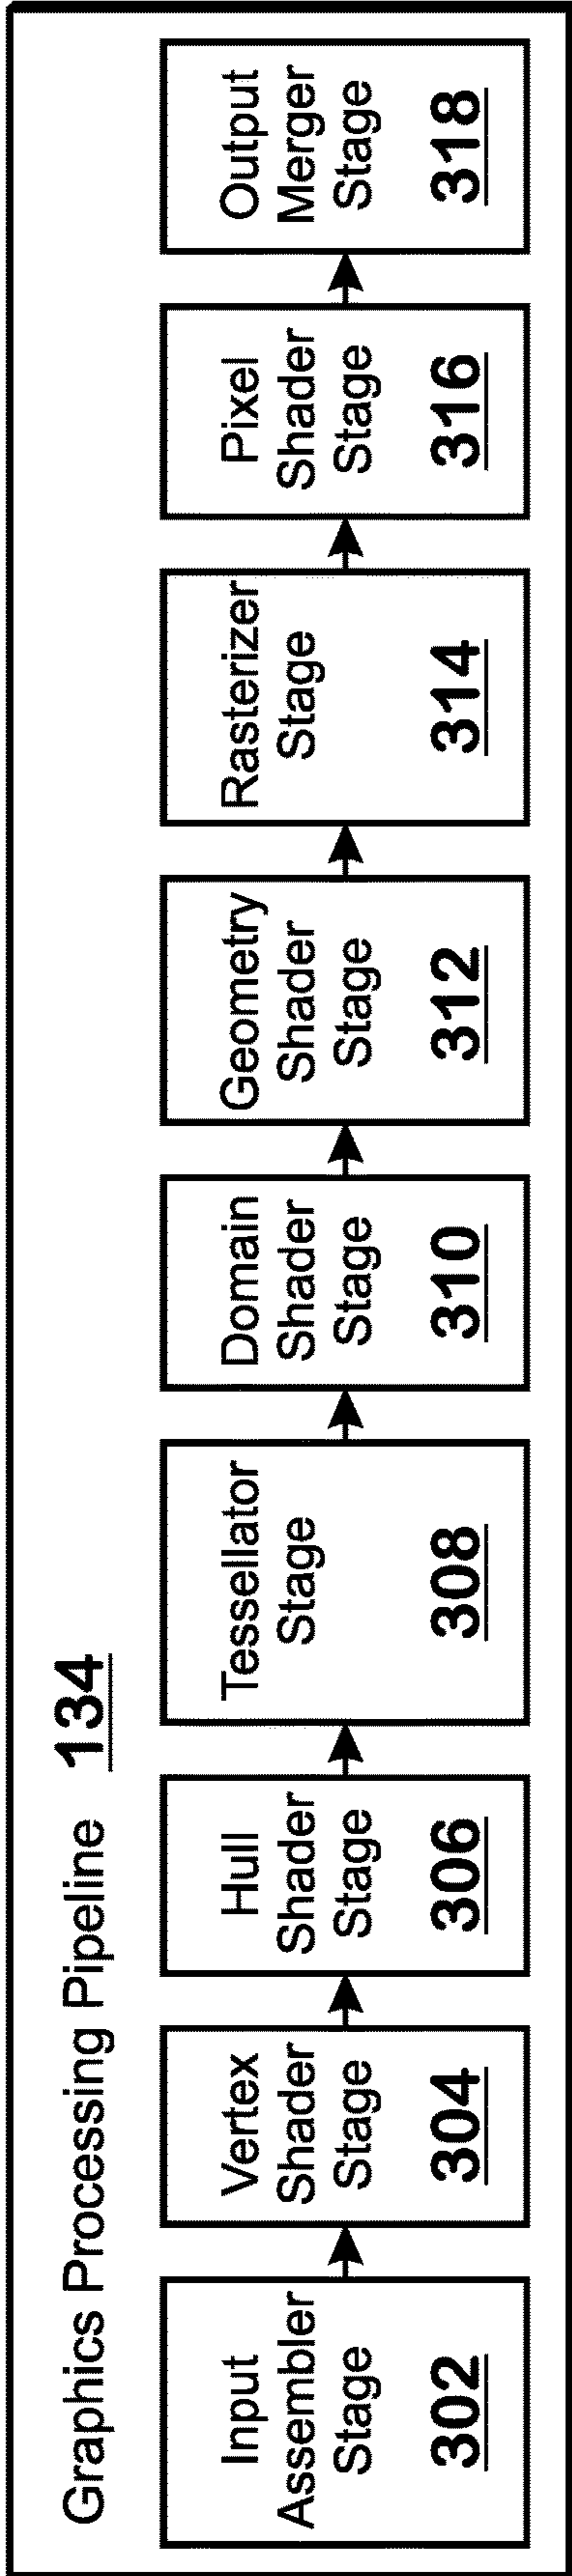 Graphics Processing Pipeline 134
Input
Assembler
Stage
302
Vertex
Shader
Stage
304
Hull
Shader
Stage
306
Tessellator
Stage
308
Domain
Shader
Stage
310
Geometry
Shader
Stage
312
Rasterizer
Stage
314
Pixel
Shader
Stage
316
Output
Merger
Stage
318